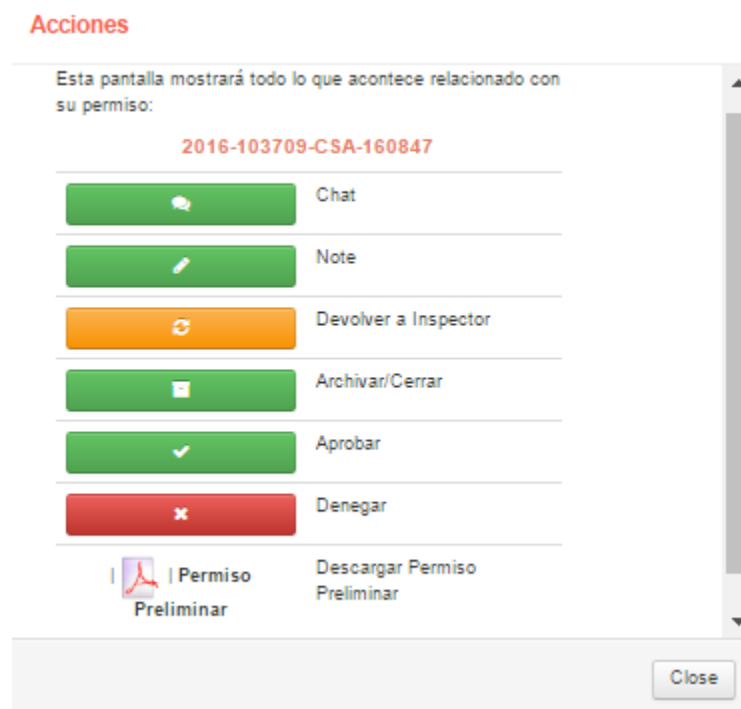 Acciones
Esta pantalla mostrará todo lo que acontece relacionado con
su permiso:
2016-103709-CSA-160847
Chat
Note
Devolver a Inspector
Archivar/Cerrar
Aprobar
Denegar
| | Permiso
Preliminar
Descargar Permiso
Preliminar
Close